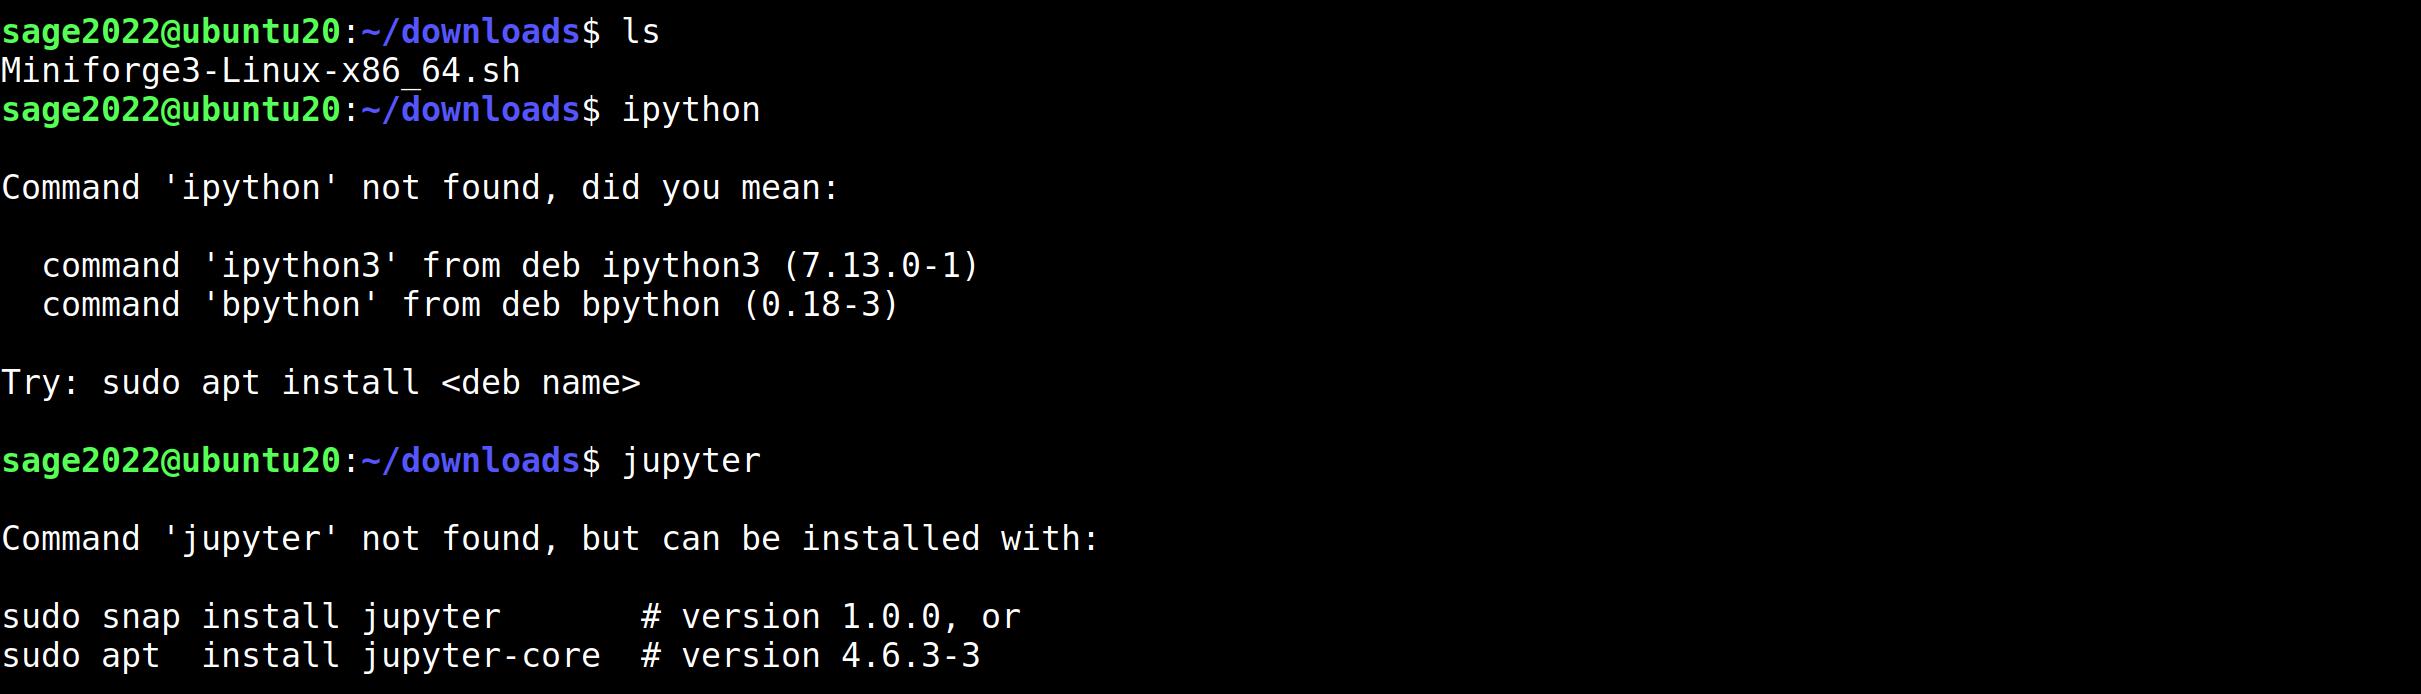 sage2022@ubuntu20:~/downloads$ ls
Miniforge3-Linux-x86_64.sh
sage2022@ubuntu20:~/downloads$ ipython
Command 'ipython' not found, did you mean:
  command 'ipython3' from deb ipython3 (7.13.0-1)
  command 'bpython' from deb bpython (0.18-3)
Try: sudo apt install <deb name>
sage2022@ubuntu20:~/downloads$ jupyter
Command 'jupyter' not found, but can be installed with:
sudo snap install jupyter       # version 1.0.0, or
sudo apt  install jupyter-core  # version 4.6.3-3